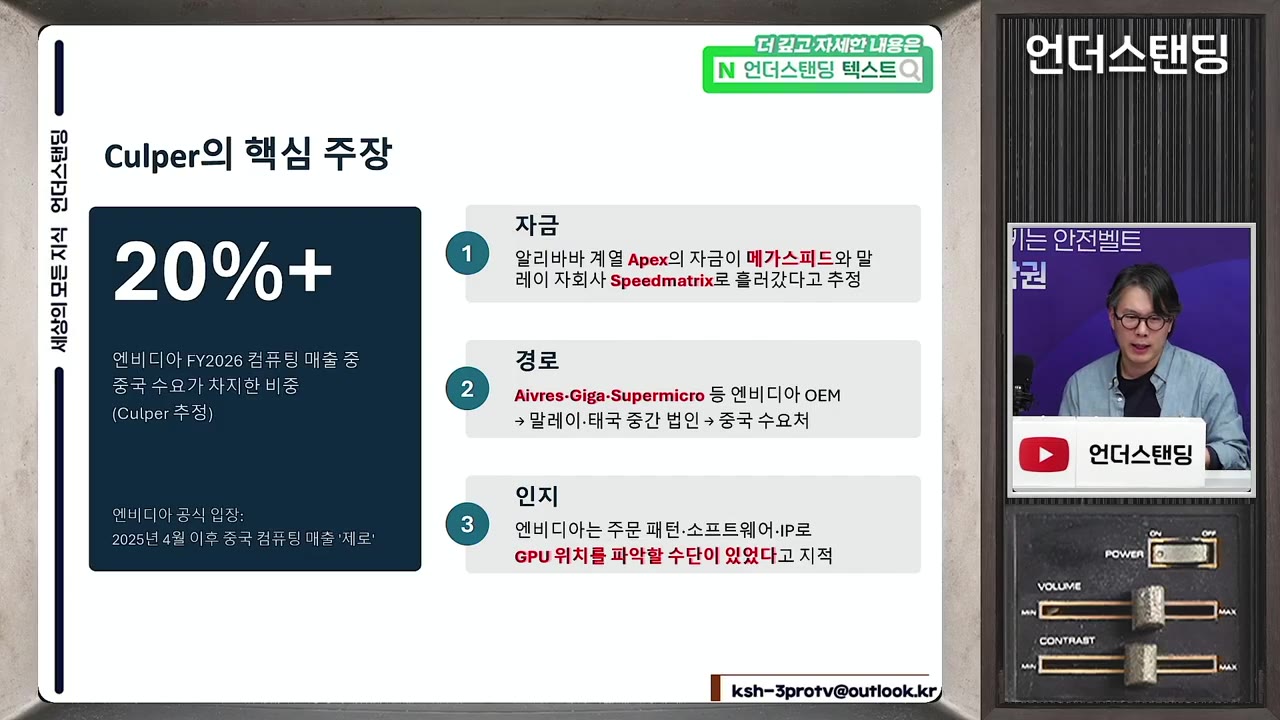 더 깊고 자세한 내용은
N 언더스탠딩 텍스트
언더스탠딩
세상의 모든 지식 언더스탠딩
Culper의 핵심 주장
20%+
엔비디아 FY2026 컴퓨팅 매출 중
중국 수요가 차지한 비중
(Culper 추정)
엔비디아 공식 입장:
2025년 4월 이후 중국 컴퓨팅 매출 '제로'
1
자금
알리바바 계열 Apex의 자금이 메가스피드와 말
레이 자회사 Speedmatrix로 흘러갔다고 추정
2
경로
Aivres·Giga·Supermicro 등 엔비디아 OEM
→ 말레이·태국 중간 법인 → 중국 수요처
3
인지
엔비디아는 주문 패턴·소프트웨어·IP로
GPU 위치를 파악할 수단이 있었다고 지적
키는 안전벨트
언더스탠딩
ON
OFF
POWER
VOLUME
MIN
MAX
CONTRAST
MIN
MAX
ksh-3protv@outlook.kr